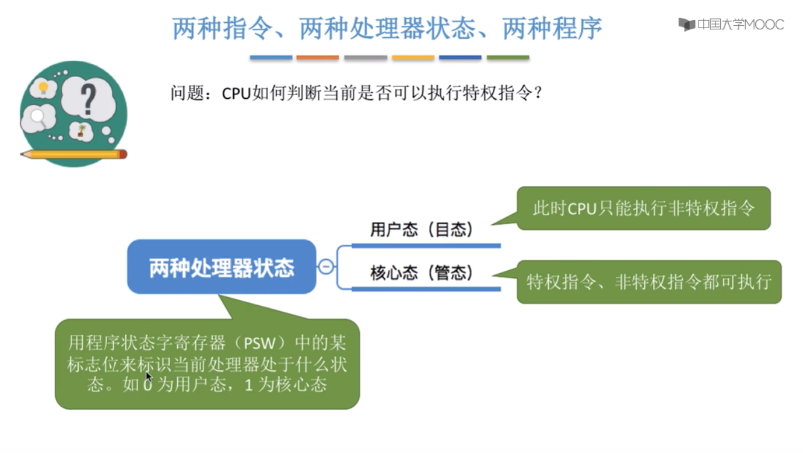 两种指令、两种处理器状态、两种程序
中国大学MOOC
问题：CPU如何判断当前是否可以执行特权指令？
?
此时CPU只能执行非特权指令
用户态（目态）
两种处理器状态
核心态（管态）
特权指令、非特权指令都可执行
用程序状态字寄存器（PSW）中的某
标志位来标识当前处理器处于什么状
态。如 0 为用户态，1 为核心态